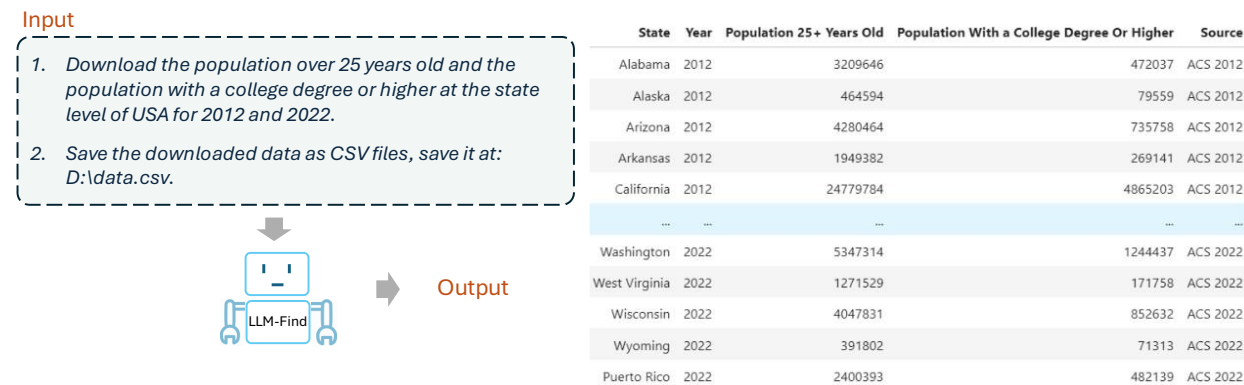 Input
1. Download the population over 25 years old and the
population with a college degree or higher at the state
level of USA for 2012 and 2022.
2. Save the downloaded data as CSV files, save it at:
D:\data.csv.
LLM-Find
Output
State Year Population 25+ Years Old Population With a College Degree Or Higher Source
Alabama 2012 3209646 472037 ACS 2012
Alaska 2012 464594 79559 ACS 2012
Arizona 2012 4280464 735758 ACS 2012
Arkansas 2012 1949382 269141 ACS 2012
California 2012 24779784 4865203 ACS 2012
... ... ... ... ...
Washington 2022 5347314 1244437 ACS 2022
West Virginia 2022 1271529 171758 ACS 2022
Wisconsin 2022 4047831 852632 ACS 2022
Wyoming 2022 391802 71313 ACS 2022
Puerto Rico 2022 2400393 482139 ACS 2022